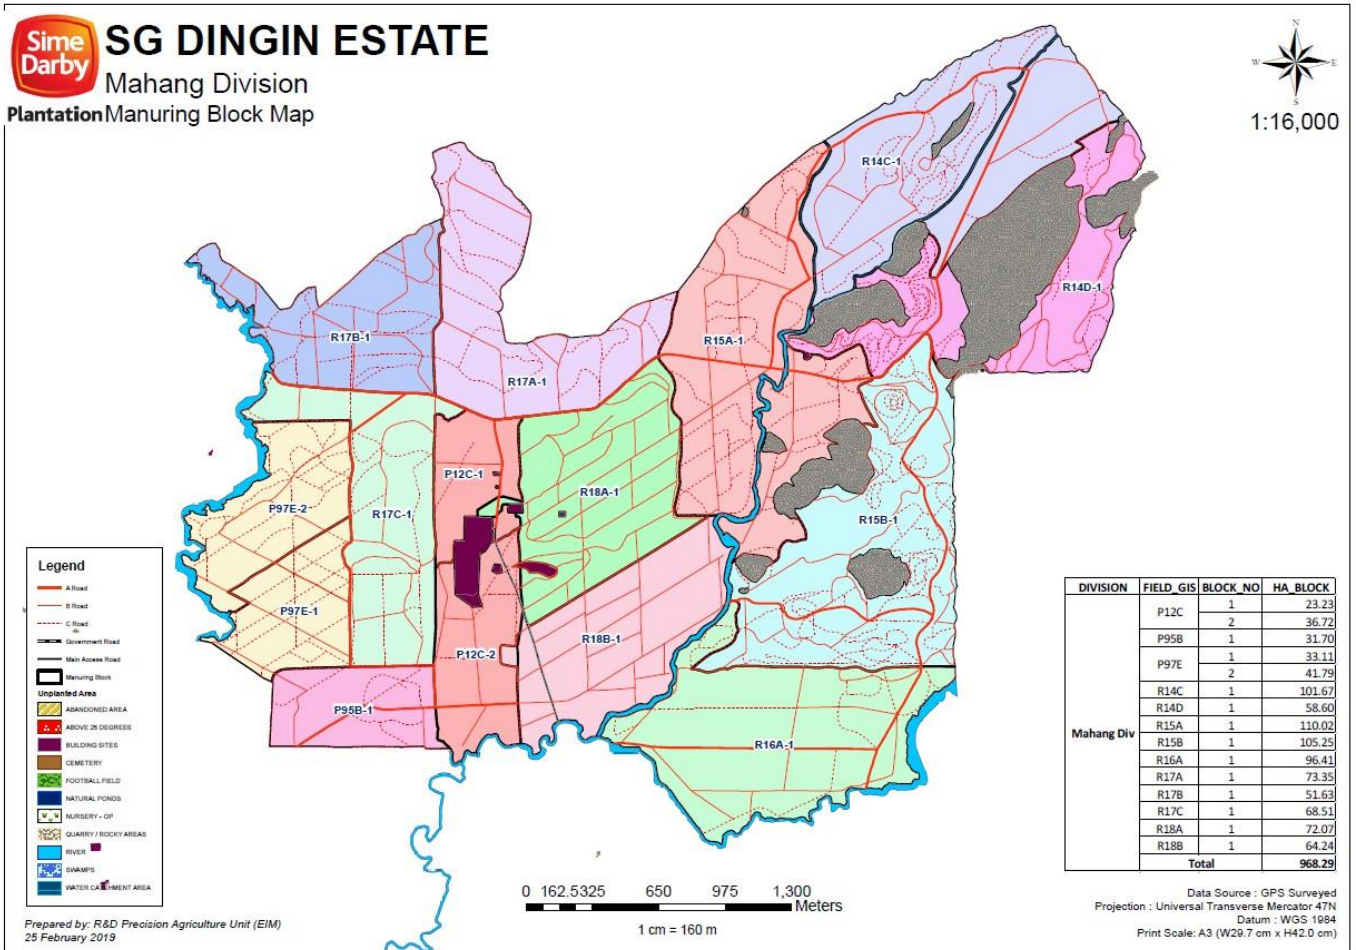 Sime
Darby
Plantation
SG DINGIN ESTATE
Mahang Division
Manuring Block Map
N
W
E
S
1:16,000
R14C-1
R14D-1
R17B-1
R15A-1
R17A-1
P12C-1
R18A-1
P97E-2
R17C-1
R15B-1
P97E-1
R18B-1
P12C-2
P95B-1
R16A-1
Legend
A Road
B Road
C Road
Government Road
Main Access Road
Manuring Block
Unplanted Area
ABANDONED AREA
ABOVE 25 DEGREES
BUILDING SITES
CEMETERY
FOOTBALL FIELD
NATURAL PONDS
NURSERY - OP
QUARRY / ROCKY AREAS
RIVER
SWAMPS
WATER CATCHMENT AREA
DIVISION FIELD_GIS BLOCK_NO HA_BLOCK
Mahang Div
P12C 1 23.23
2 36.72
P95B 1 31.70
P97E 1 33.11
2 41.79
R14C 1 101.67
R14D 1 58.60
R15A 1 110.02
R15B 1 105.25
R16A 1 96.41
R17A 1 73.35
R17B 1 51.63
R17C 1 68.51
R18A 1 72.07
R18B 1 64.24
Total 968.29
0 162.5325 650 975 1,300
Meters
1 cm = 160 m
Prepared by: R&D Precision Agriculture Unit (EIM)
25 February 2019
Data Source : GPS Surveyed
Projection : Universal Transverse Mercator 47N
Datum : WGS 1984
Print Scale: A3 (W29.7 cm x H42.0 cm)